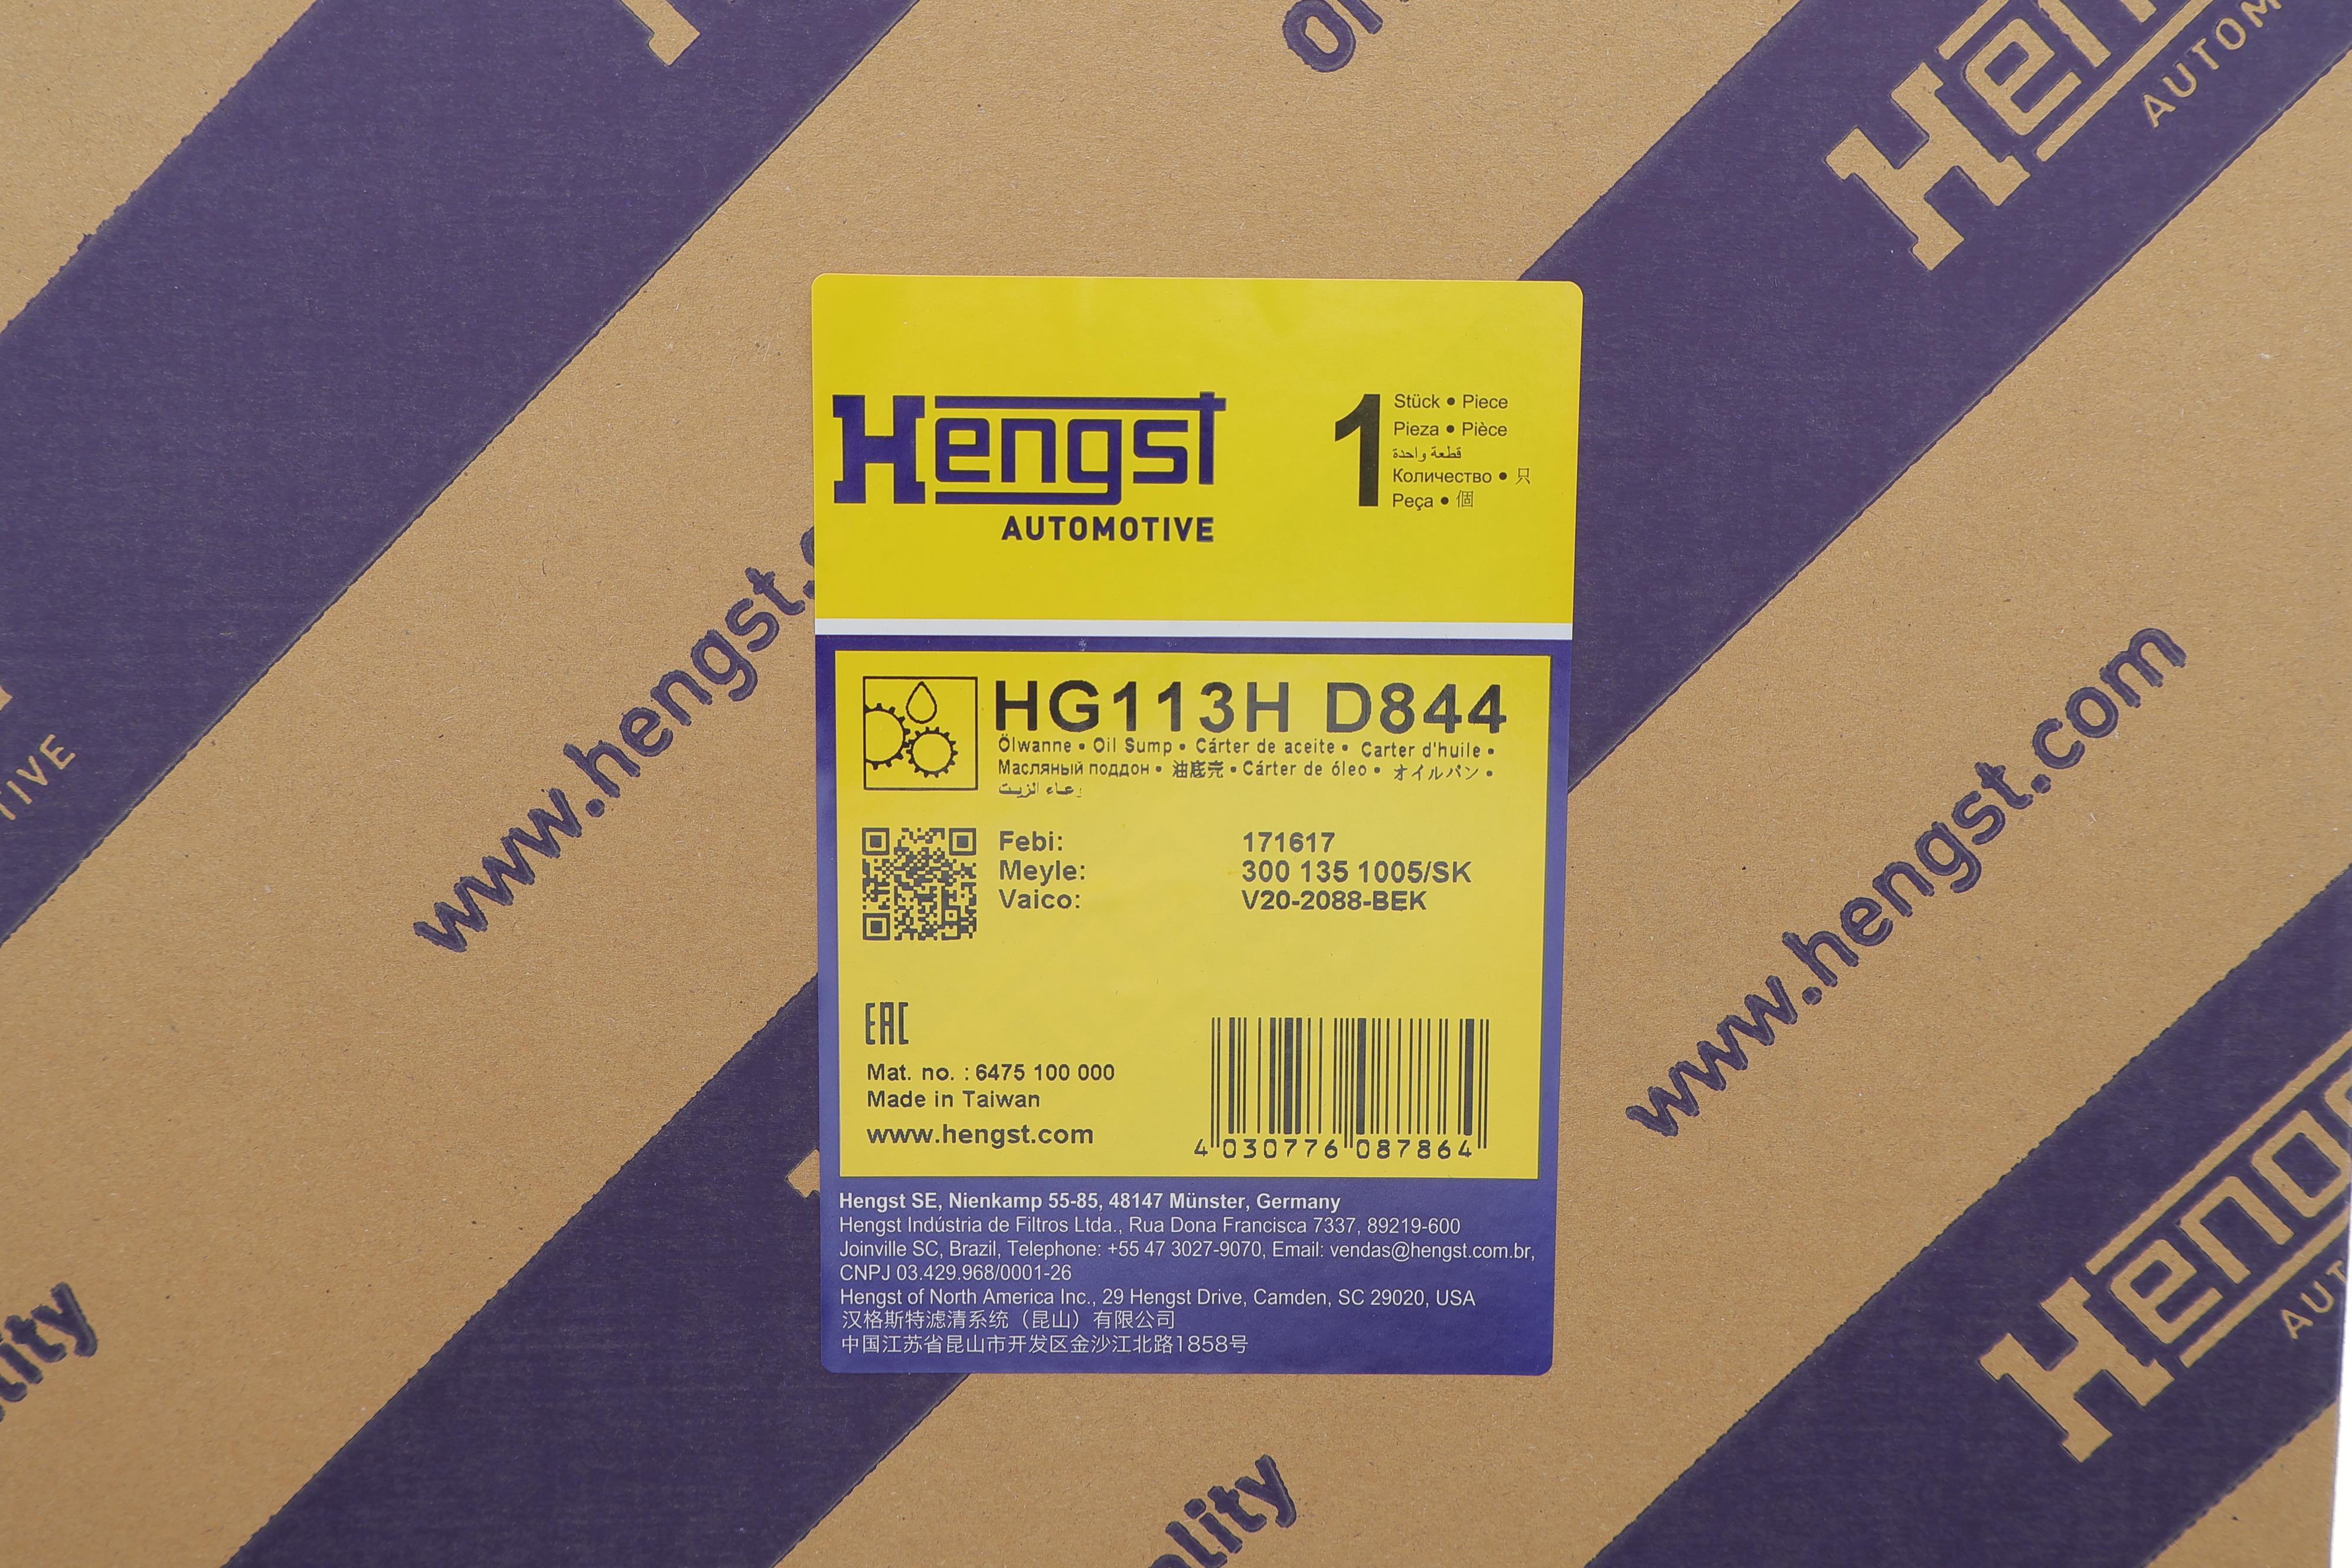 Hengst
AUTOMOTIVE
1
Stück • Piece
Pieza • Pièce
قطعة واحدة
Количество • 只
Peça • 個
HG113H D844
Ölwanne • Oil Sump • Cárter de aceite • Carter d'huile •
Масляный поддон • 油底壳 • Cárter de óleo • オイルパン •
وعاء الزيت
Febi: 171617
Meyle: 300 135 1005/SK
Vaico: V20-2088-BEK
EAC
Mat. no. : 6475 100 000
Made in Taiwan
www.hengst.com
4 030776 087864
Hengst SE, Nienkamp 55-85, 48147 Münster, Germany
Hengst Indústria de Filtros Ltda., Rua Dona Francisca 7337, 89219-600
Joinville SC, Brazil, Telephone: +55 47 3027-9070, Email: vendas@hengst.com.br,
CNPJ 03.429.968/0001-26
Hengst of North America Inc., 29 Hengst Drive, Camden, SC 29020, USA
汉格斯特滤清系统（昆山）有限公司
中国江苏省昆山市开发区金沙江北路1858号
www.hengst.
www.hengst.com